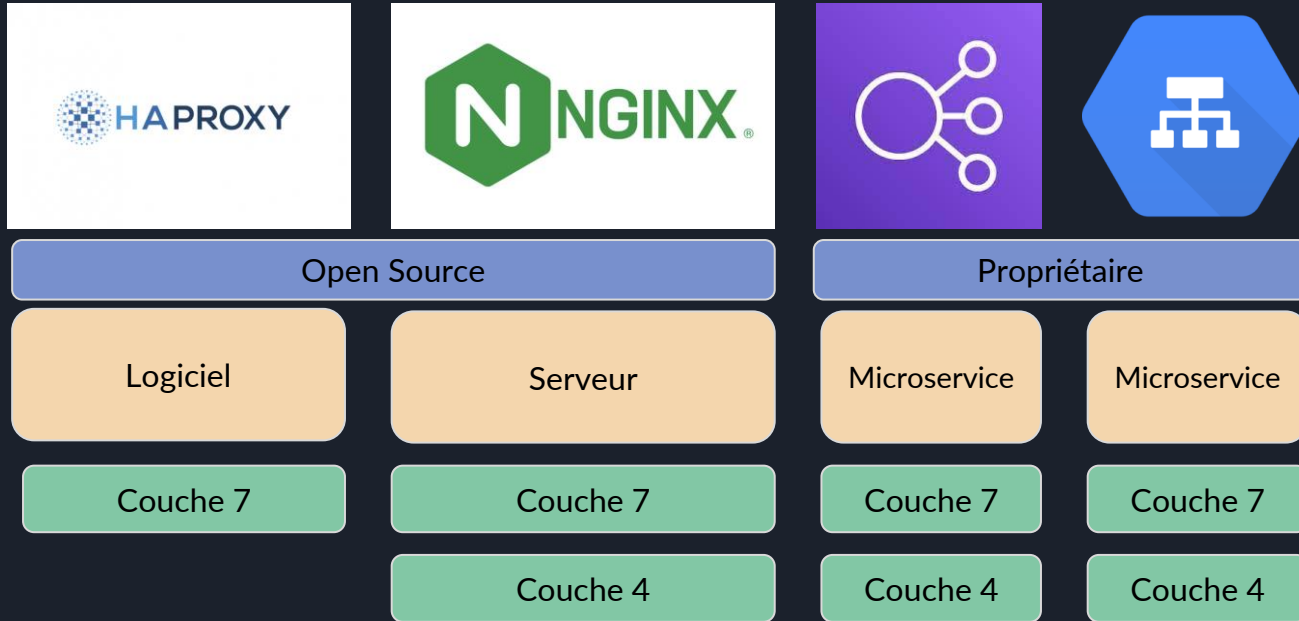 HAPROXY
N NGINX®
Open Source
Propriétaire
Logiciel
Serveur
Microservice
Microservice
Couche 7
Couche 7
Couche 7
Couche 7
Couche 4
Couche 4
Couche 4